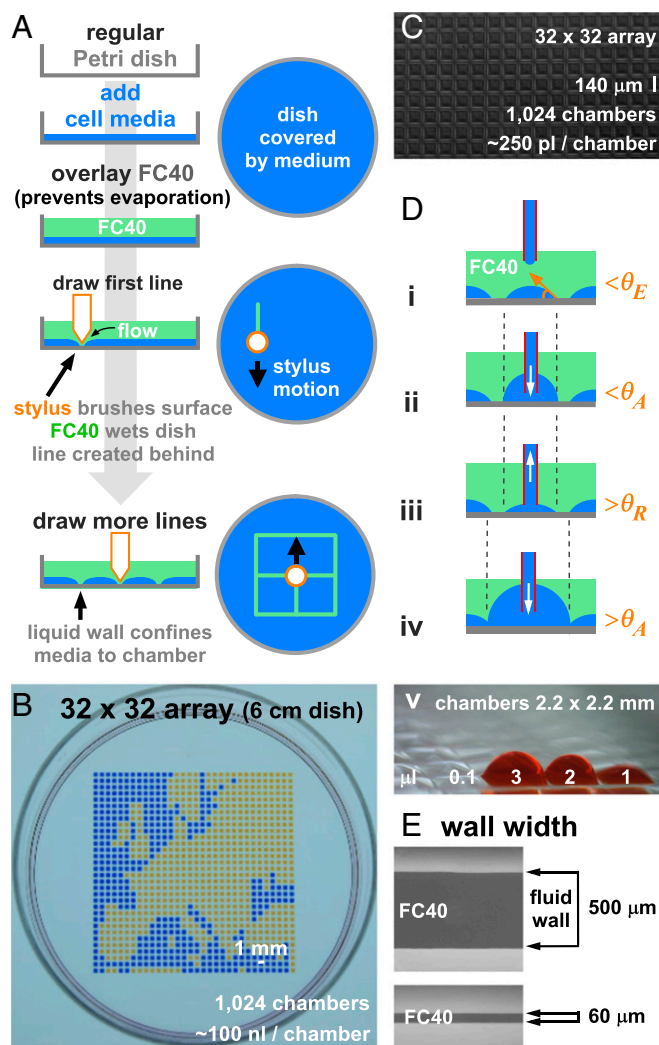 A
regular
Petri dish
add
cell media
dish
covered
by medium
overlay FC40
(prevents evaporation)
FC40
draw first line
flow
stylus
motion
stylus brushes surface
FC40 wets dish
line created behind
draw more lines
liquid wall confines
media to chamber
B 32 x 32 array (6 cm dish)
1 mm
1,024 chambers
~100 nl / chamber
C
32 x 32 array
140 µm l
1,024 chambers
~250 pl / chamber
D
FC40
i
<θE
ii
<θA
iii
>θR
iv
>θA
v chambers 2.2 x 2.2 mm
µl 0.1 3 2 1
E wall width
FC40
fluid
wall
500 µm
FC40
60 µm